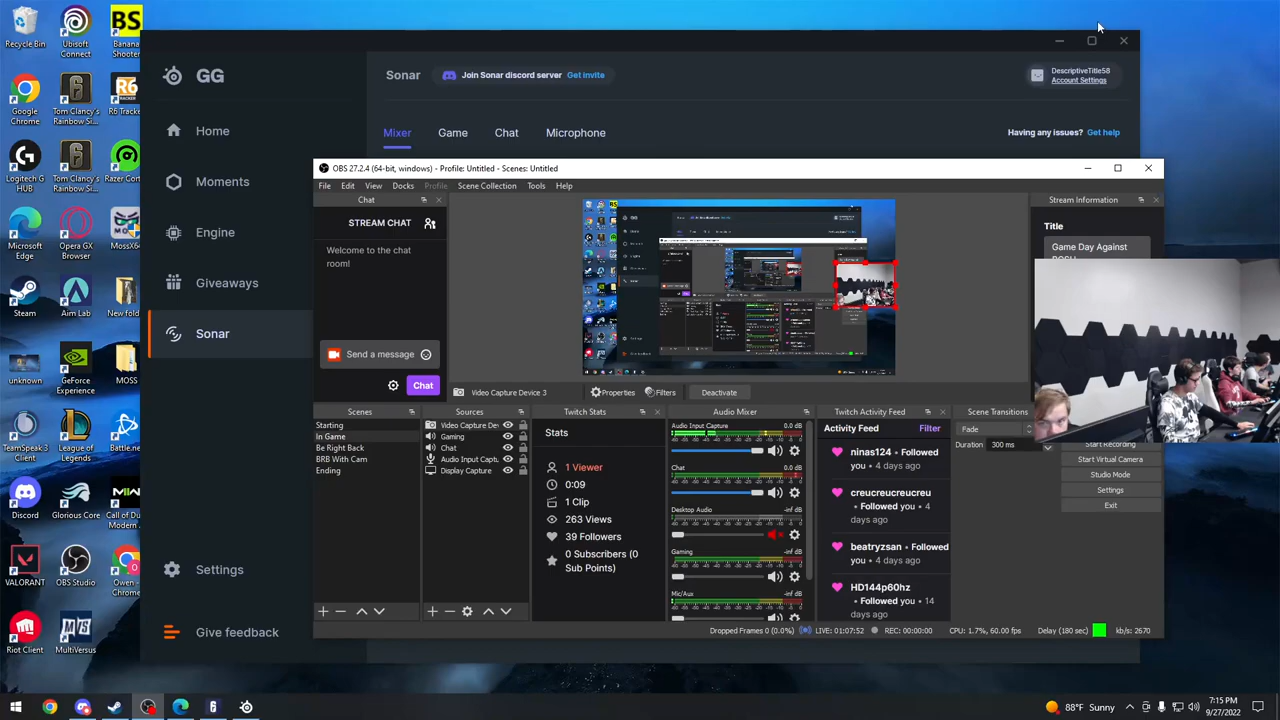 Recycle Bin
Ubisoft
Connect
BS
Banana
Shooter
Google
Chrome
Tom Clancy's
Rainbow Si...
R6
R6 Tracker
Logitech G
HUB
Tom Clancy's
Rainbow Si...
Razer Cort
Microsoft
Edge
Opera GX
Browser
MossX64
Steam
Aim Lab
New folder
unknown
GeForce
Experience
MOSS
TeamSpeak 3
Client
League of
Legends
Battle.net
Discord
Glorious Core
Call of Du
Modern
VALORANT
OBS Studio
Owen -
Chrome
Riot Client
MultiVersus
GG
Home
Moments
Engine
Giveaways
Sonar
Settings
Give feedback
Sonar
Join Sonar discord server Get invite
DescriptiveTitle58
Account Settings
Mixer Game Chat Microphone
Having any issues? Get help
OBS 27.2.4 (64-bit, windows) - Profile: Untitled - Scenes: Untitled
File Edit View Docks Profile Scene Collection Tools Help
Chat
STREAM CHAT
Welcome to the chat
room!
Send a message
Chat
Stream Information
Title
Game Day Against
Video Capture Device 3
Properties
Filters
Deactivate
Scenes
Starting
In Game
Be Right Back
BRB With Cam
Ending
Sources
Video Capture Dev
Gaming
Chat
Audio Input Captu
Display Capture
Twitch Stats
Stats
1 Viewer
0:09
1 Clip
263 Views
39 Followers
0 Subscribers (0
Sub Points)
Audio Mixer
Audio Input Capture 0.0 dB
Chat 0.0 dB
Desktop Audio -inf dB
Gaming -inf dB
Mic/Aux -inf dB
Twitch Activity Feed
Activity Feed Filter
ninas124 • Followed
you • 4 days ago
creucreucreucreu
• Followed you • 4
days ago
beatryzsan • Followed
you • 4 days ago
HD144p60hz
• Followed you • 14
days ago
Scene Transitions
Fade
Duration 300 ms
Start Recording
Start Virtual Camera
Studio Mode
Settings
Exit
Dropped Frames 0 (0.0%)
LIVE: 01:07:52
REC: 00:00:00
CPU: 1.7%, 60.00 fps
Delay (180 sec)
kb/s: 2670
88°F Sunny
7:15 PM
9/27/2022